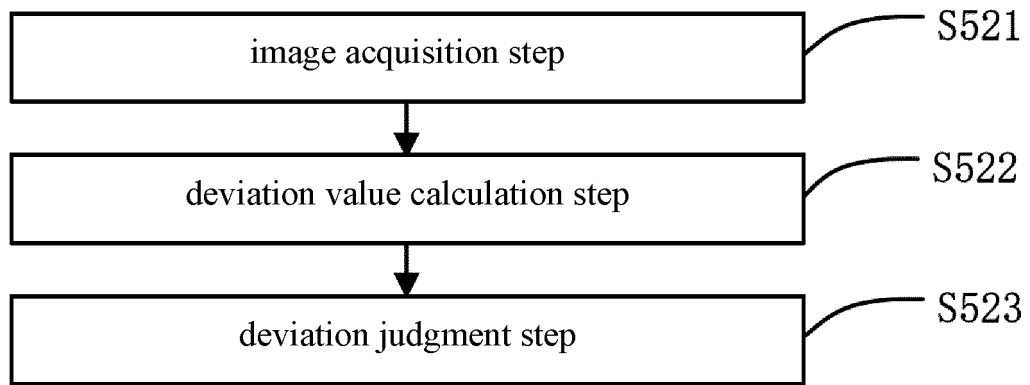 image acquisition step
S521
deviation value calculation step
S522
deviation judgment step
S523